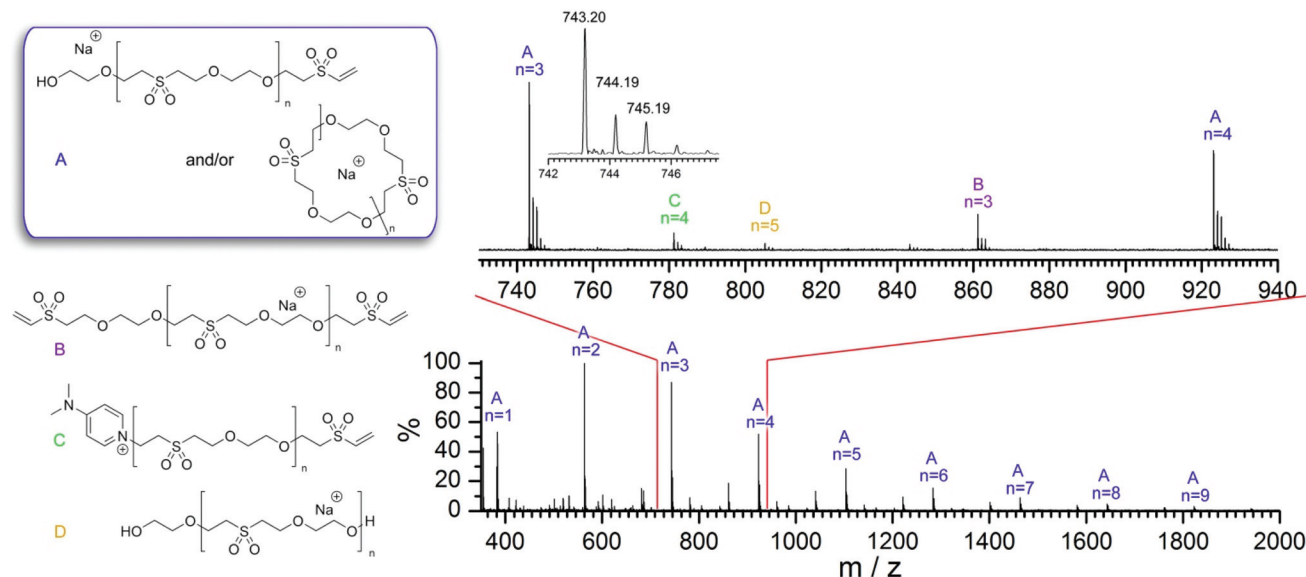 Na⊕
HO O S O O O O n S O O
A
and/or
O O O=S=O Na⊕ S O O O O n
B
O O S O O S O O Na⊕ O O n S O O
C
N N⊕ S O O O O n S O O
D
HO O S O O O Na⊕ O H n
743.20
744.19
745.19
742 744 746
A
n=3
C
n=4
D
n=5
B
n=3
A
n=4
740 760 780 800 820 840 860 880 900 920 940
%
100
80
60
40
20
0
A
n=1
A
n=2
A
n=3
A
n=4
A
n=5
A
n=6
A
n=7
A
n=8
A
n=9
400 600 800 1000 1200 1400 1600 1800 2000
m / z